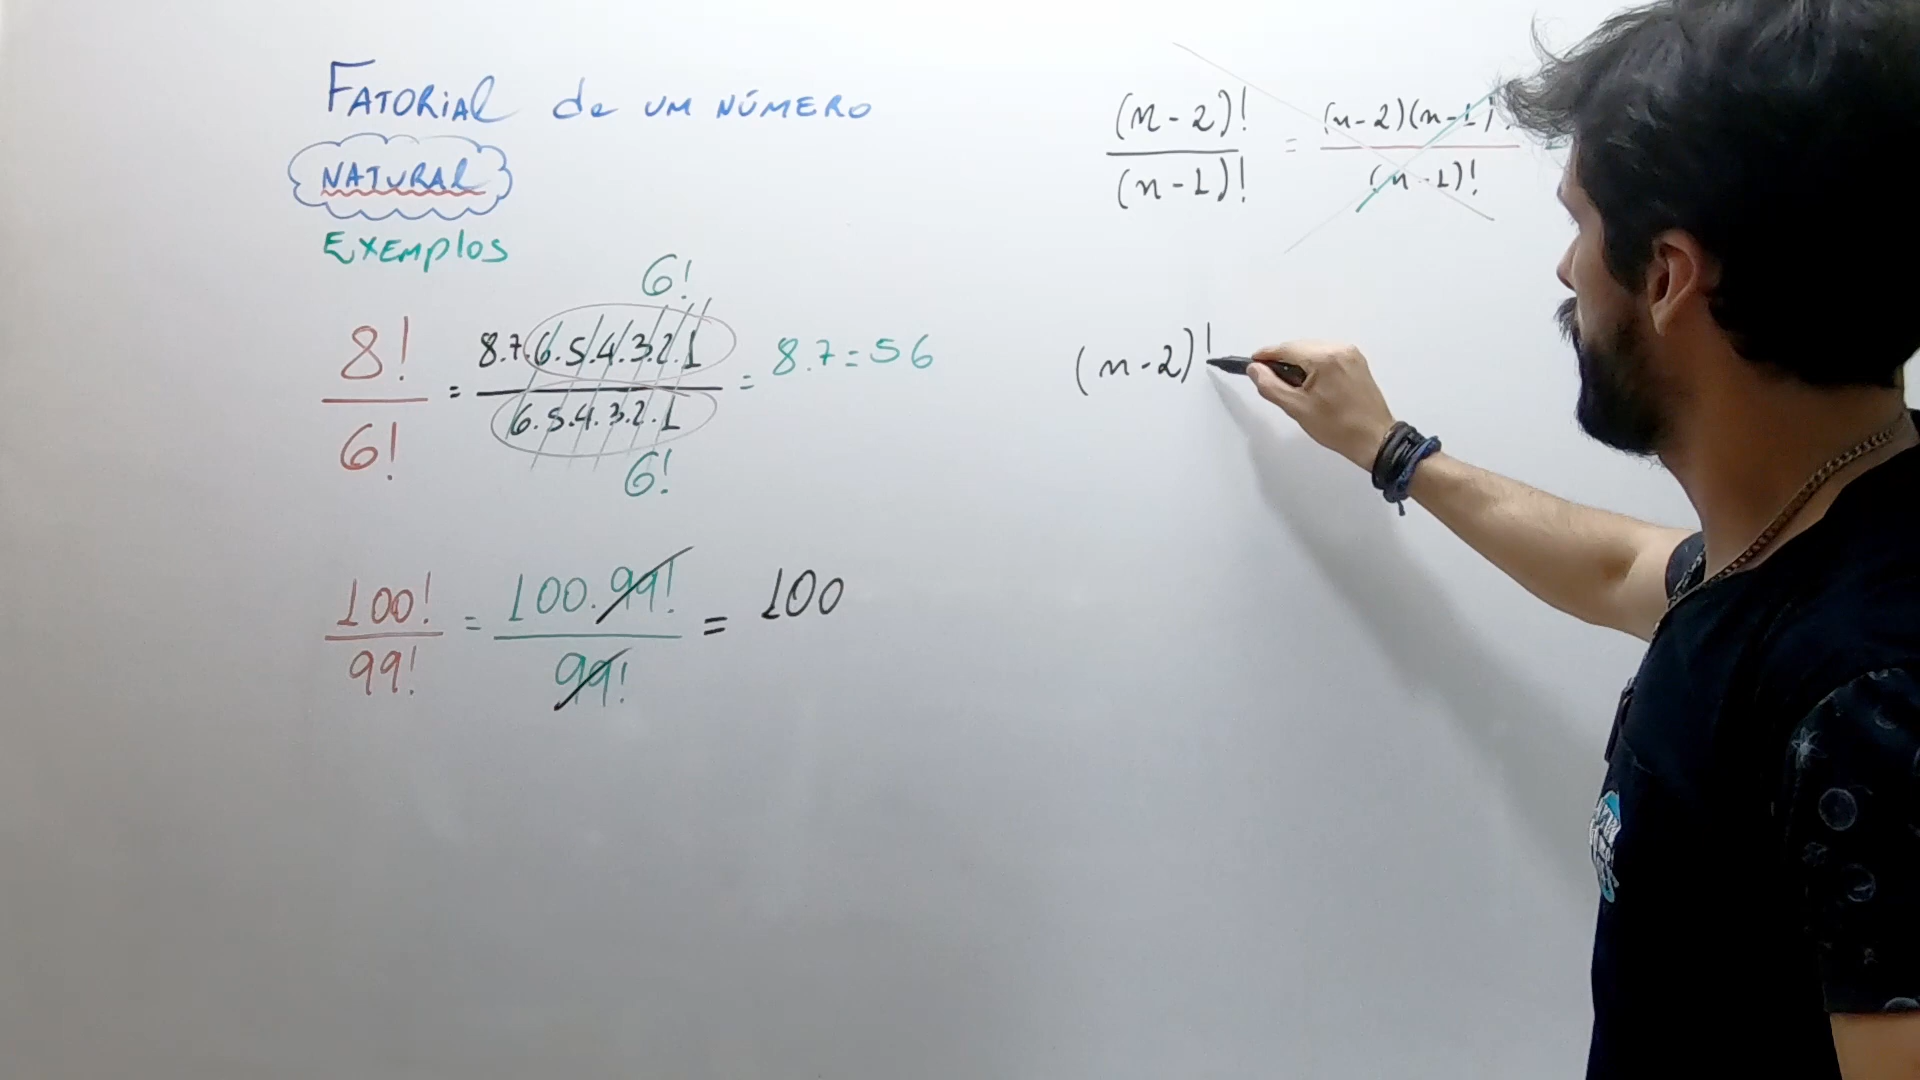 FATORIAL de UM NÚMERO
NATURAL
EXEMPLOS
6!
8! / 6! = 8.7.6.5.4.3.2.1 / 6.5.4.3.2.1 = 8.7=56
6!
100! / 99! = 100.99! / 99! = 100
(n-2)! / (n-1)! = (n-2)(n-1)! / (n-1)!
(n-2)!